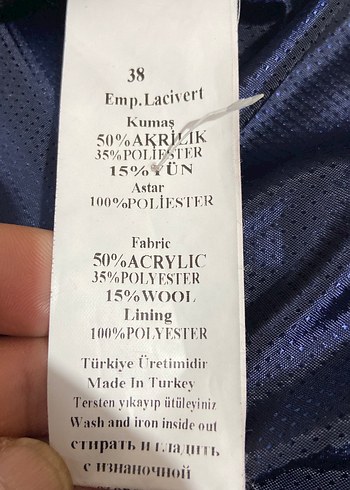 38
Emp.Lacivert
Kumaş
50%AKRİLİK
35%POLİESTER
15%YÜN
Astar
100%POLİESTER
Fabric
50%ACRYLIC
35%POLYESTER
15%WOOL
Lining
100%POLYESTER
Türkiye Üretimidir
Made In Turkey
Tersten yıkayıp ütüleyiniz
Wash and iron inside out
стирать и гладить
с изнаночной